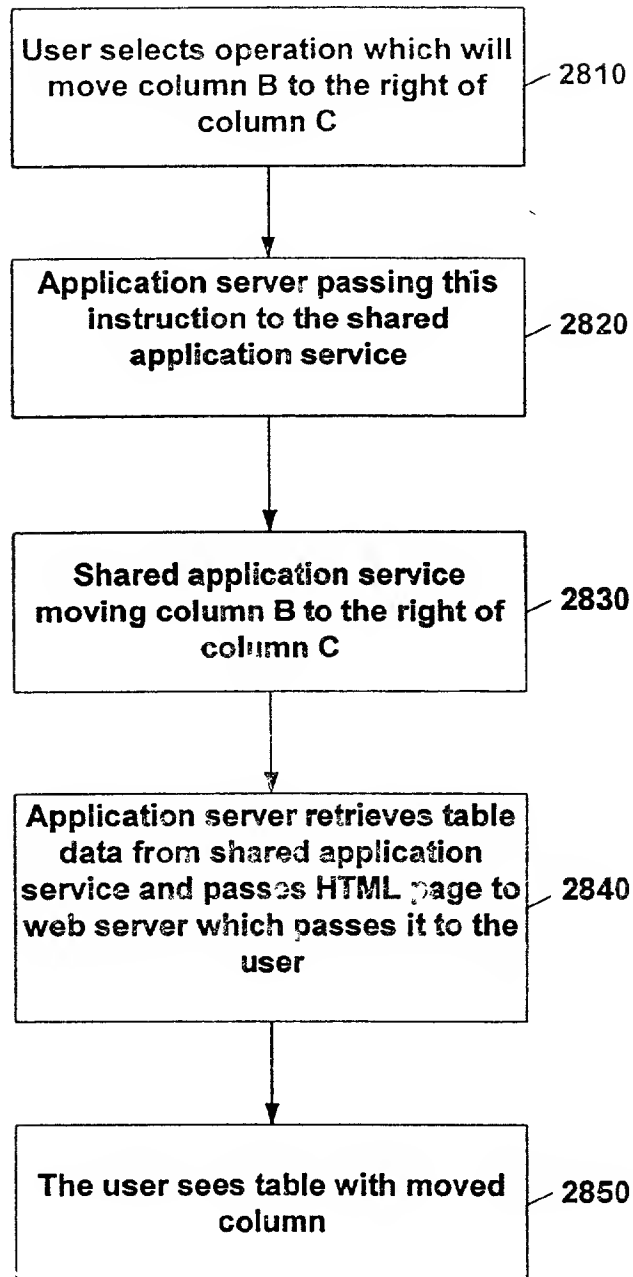 User selects operation which will
move column B to the right of
column C
2810
Application server passing this
instruction to the shared
application service
2820
Shared application service
moving column B to the right of
column C
2830
Application server retrieves table
data from shared application
service and passes HTML page to
web server which passes it to the
user
2840
The user sees table with moved
column
2850